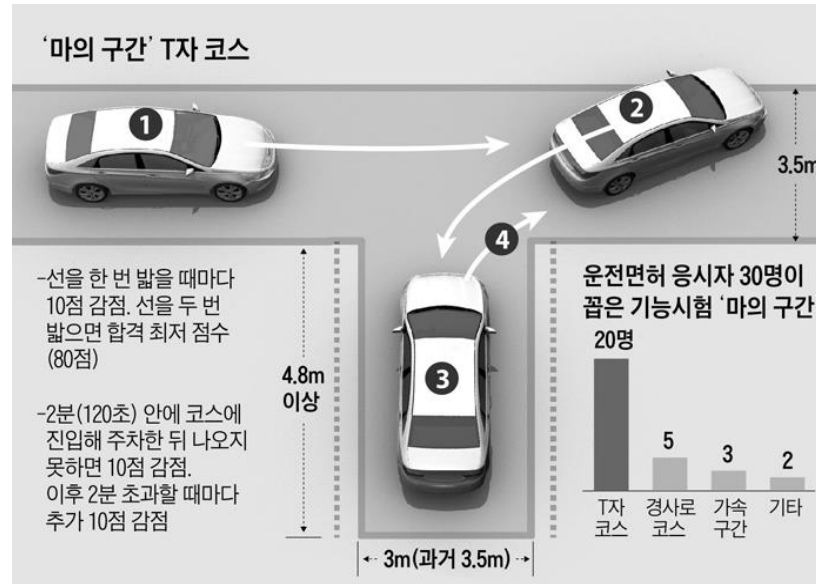 ‘마의 구간’ T자 코스
1
2
3.5m
4
-선을 한 번 밟을 때마다
10점 감점. 선을 두 번
밟으면 합격 최저 점수
(80점)
-2분(120초) 안에 코스에
진입해 주차한 뒤 나오지
못하면 10점 감점.
이후 2분 초과할 때마다
추가 10점 감점
4.8m
이상
3
3m(과거 3.5m)
운전면허 응시자 30명이
꼽은 기능시험 ‘마의 구간’
20명
5
3
2
T자
코스
경사로
코스
가속
구간
기타